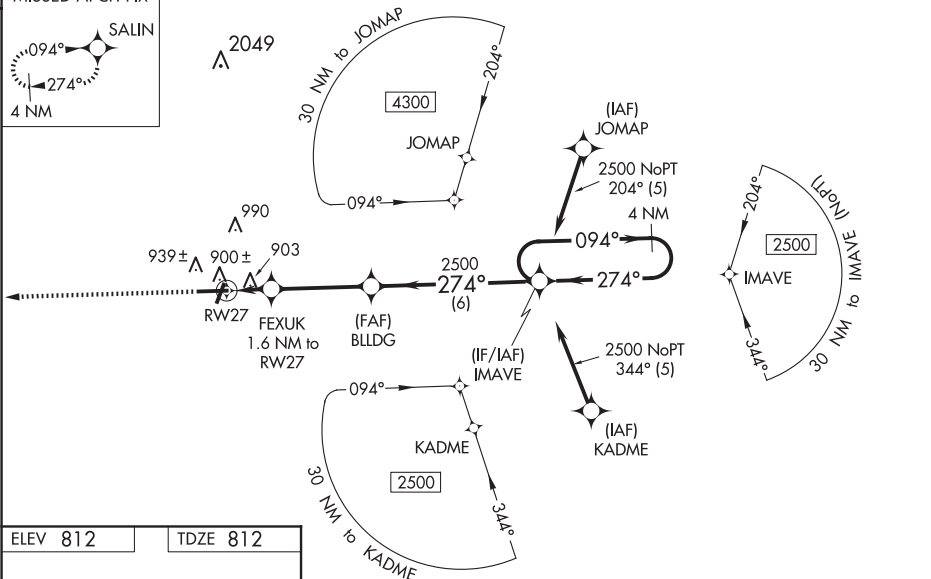 MISSED APCH FIX
SALIN
094°
274°
4 NM
2049
30 NM to JOMAP
204°
4300
JOMAP
094°
(IAF)
JOMAP
2500 NoPT
204° (5)
4 NM
094°
274°
204°
30 NM to IMAVE (NoPT)
2500
IMAVE
344°
990
939±
900±
903
2500
274°
(6)
RW27
FEXUK
1.6 NM to
RW27
(FAF)
BLLDG
(IF/IAF)
IMAVE
2500 NoPT
344° (5)
(IAF)
KADME
094°
KADME
2500
344°
30 NM to KADME
ELEV 812
TDZE 812